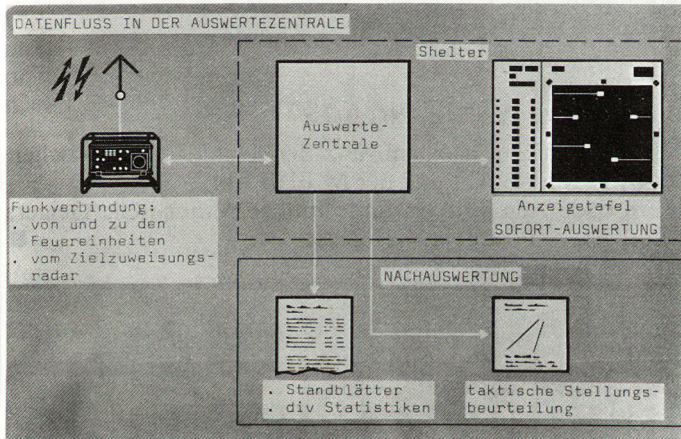 DATENFLUSS IN DER AUSWERTEZENTRALE
Shelter
Auswerte-
Zentrale
Funkverbindung:
. von und zu den
Feuereinheiten
. vom Zielzuweisungs-
radar
Anzeigetafel
SOFORT-AUSWERTUNG
NACHAUSWERTUNG
. Standblätter
. div Statistiken
taktische Stellungs-
beurteilung